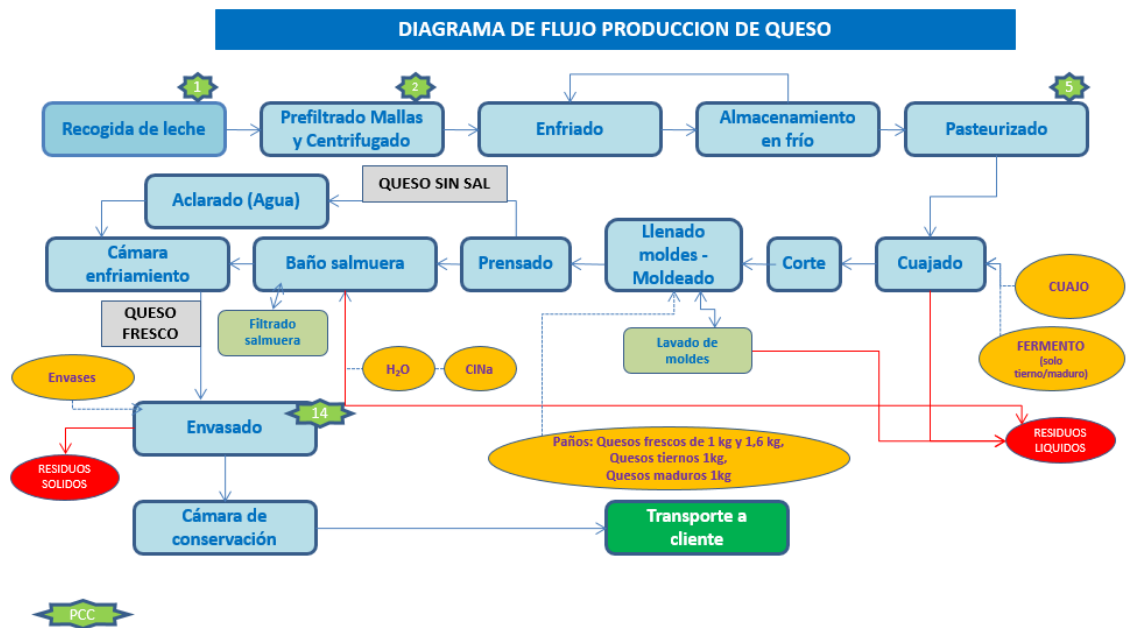 DIAGRAMA DE FLUJO PRODUCCION DE QUESO
1
2
5
Recogida de leche
Prefiltrado Mallas
y Centrifugado
Enfriado
Almacenamiento
en frío
Pasteurizado
QUESO SIN SAL
Aclarado (Agua)
Cámara
enfriamiento
Baño salmuera
Prensado
Llenado
moldes -
Moldeado
Corte
Cuajado
CUAJO
QUESO
FRESCO
Filtrado
salmuera
Lavado de
moldes
FERMENTO
(solo
tierno/maduro)
H₂O
ClNa
Envases
14
Envasado
Paños: Quesos frescos de 1 kg y 1,6 kg,
Quesos tiernos 1kg,
Quesos maduros 1kg
RESIDUOS
LIQUIDOS
RESIDUOS
SOLIDOS
Cámara de
conservación
Transporte a
cliente
PCC